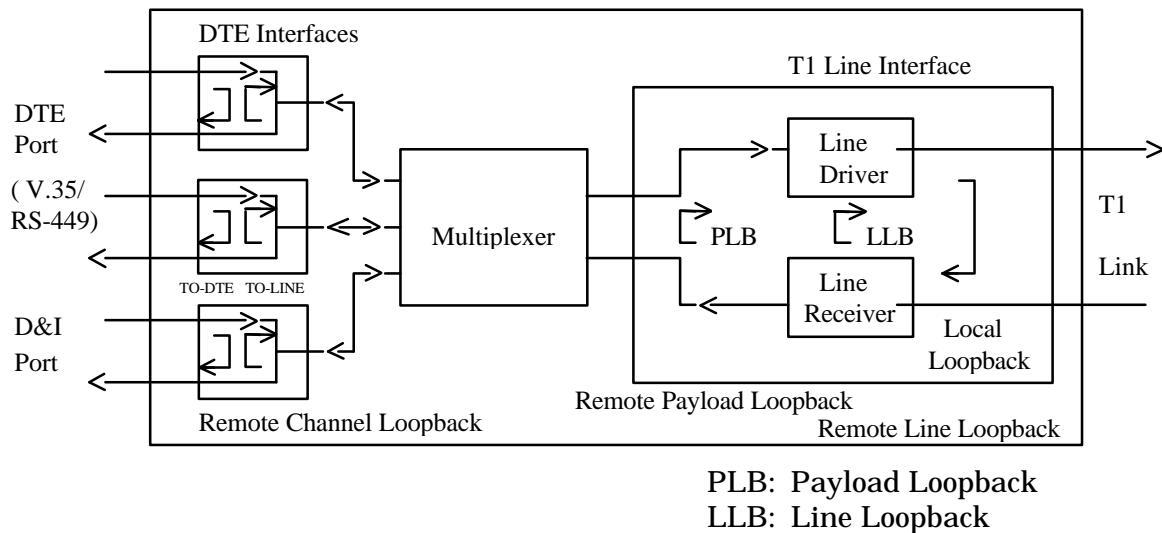 DTE Interfaces
T1 Line Interface
DTE
Port
( V.35/
RS-449)
TO-DTE TO-LINE
D&I
Port
Multiplexer
Line
Driver
PLB
LLB
Line
Receiver
Local
Loopback
T1
Link
Remote Channel Loopback
Remote Payload Loopback
Remote Line Loopback
PLB: Payload Loopback
LLB: Line Loopback